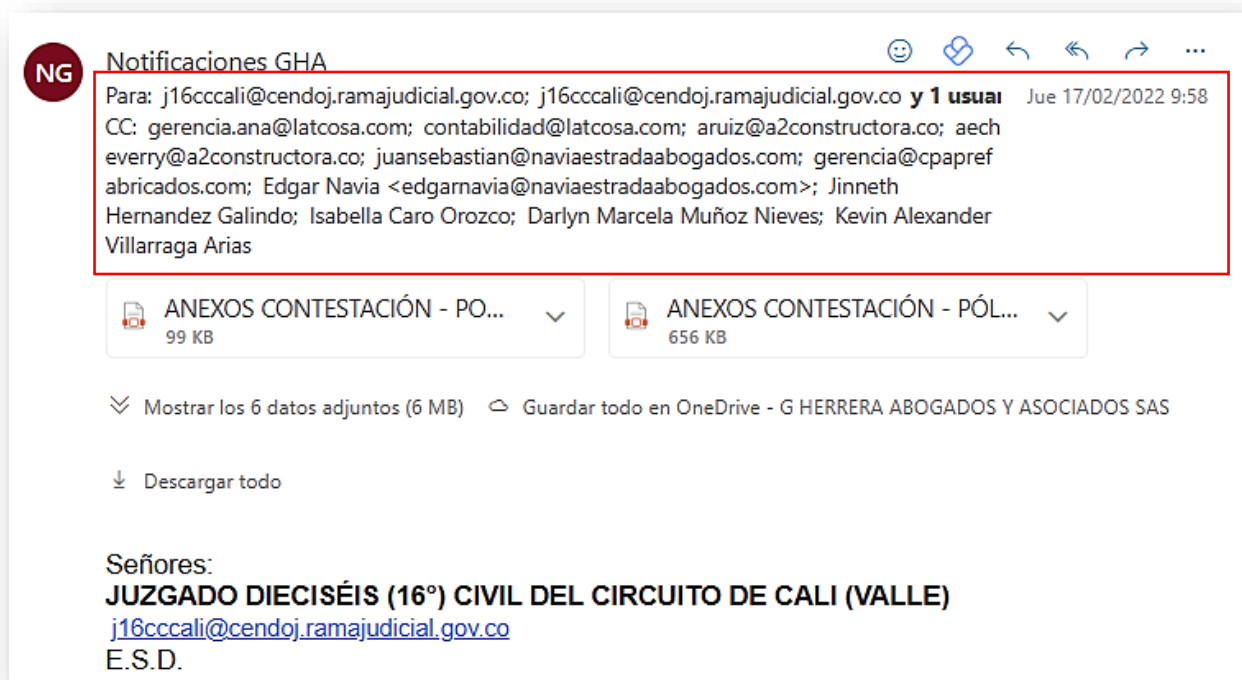 NG
Notificaciones GHA
Para: j16cccali@cendoj.ramajudicial.gov.co; j16cccali@cendoj.ramajudicial.gov.co y 1 usuai Jue 17/02/2022 9:58
CC: gerencia.ana@latcosa.com; contabilidad@latcosa.com; aruiz@a2constructora.co; aech
everry@a2constructora.co; juansebastian@naviaestradaabogados.com; gerencia@cpapref
abricados.com; Edgar Navia <edgarnavia@naviaestradaabogados.com>; Jinneth
Hernandez Galindo; Isabella Caro Orozco; Darlyn Marcela Muñoz Nieves; Kevin Alexander
Villarraga Arias
ANEXOS CONTESTACIÓN - PO... ANEXOS CONTESTACIÓN - PÓL...
99 KB 656 KB
Mostrar los 6 datos adjuntos (6 MB) Guardar todo en OneDrive - G HERRERA ABOGADOS Y ASOCIADOS SAS
Descargar todo
Señores:
JUZGADO DIECISÉIS (16°) CIVIL DEL CIRCUITO DE CALI (VALLE)
j16cccali@cendoj.ramajudicial.gov.co
E.S.D.